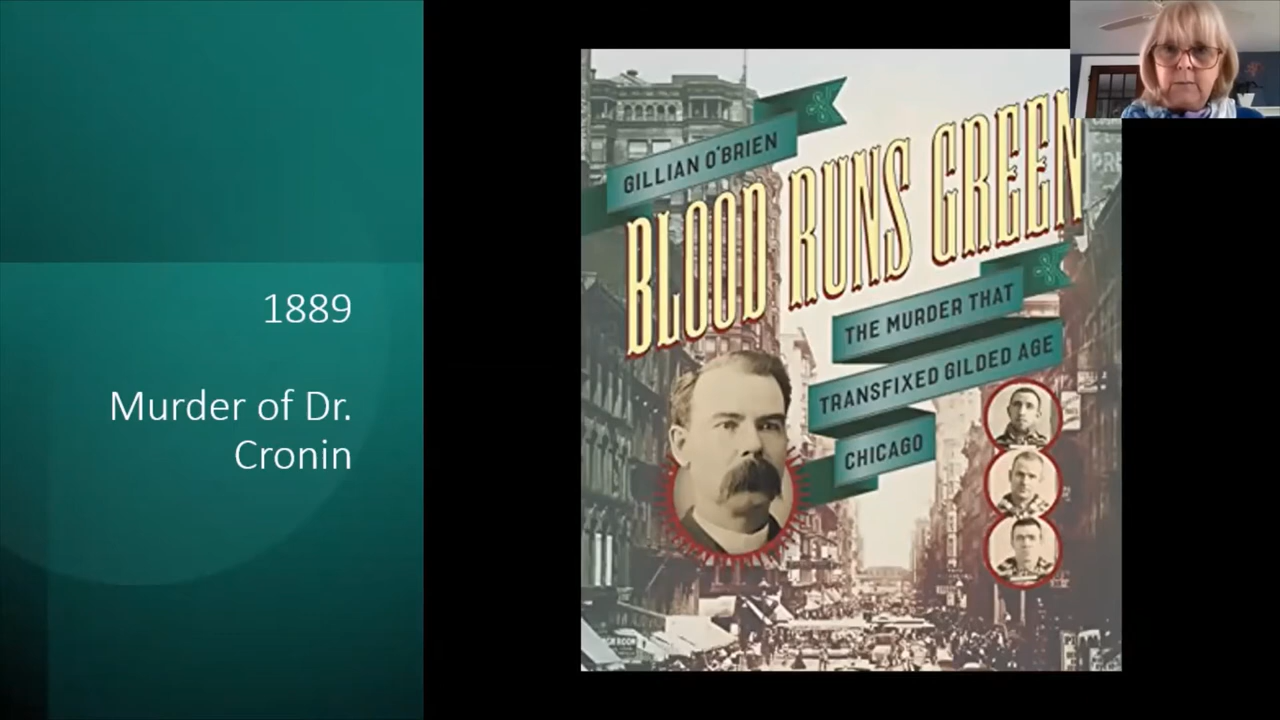 1889
Murder of Dr.
Cronin
GILLIAN O'BRIEN
BLOOD RUNS GREEN
THE MURDER THAT
TRANSFIXED GILDED AGE
CHICAGO